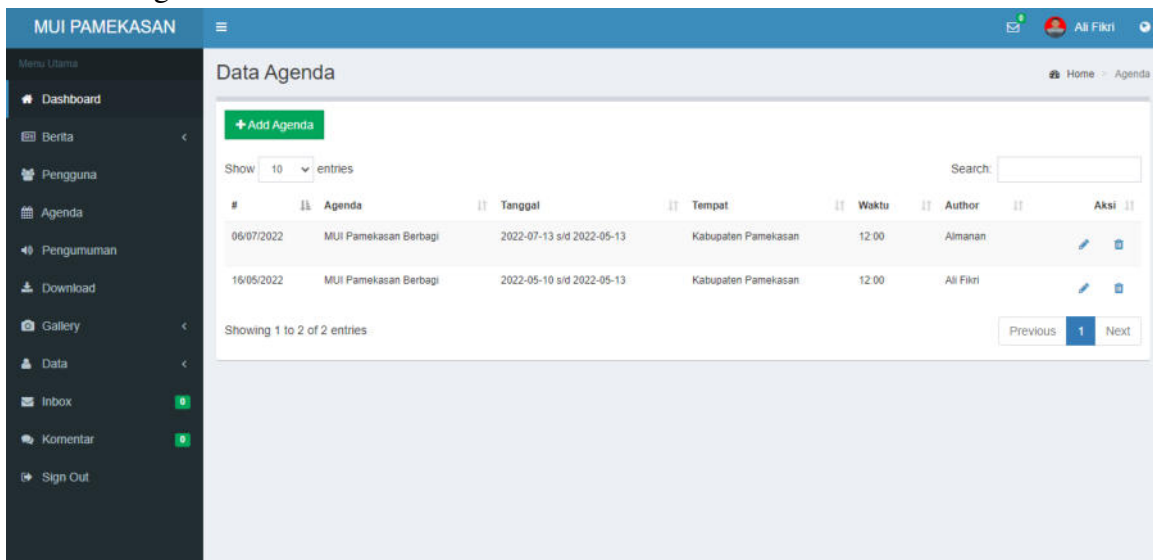 MUI PAMEKASAN
0
Ali Fikri
Menu Utama
Dashboard
Berita
Pengguna
Agenda
Pengumuman
Download
Gallery
Data
Inbox 0
Komentar 0
Sign Out
Data Agenda
Home > Agenda
+ Add Agenda
Show 10 entries
Search:
# Agenda Tanggal Tempat Waktu Author Aksi
06/07/2022 MUI Pamekasan Berbagi 2022-07-13 s/d 2022-05-13 Kabupaten Pamekasan 12:00 Almanan
16/05/2022 MUI Pamekasan Berbagi 2022-05-10 s/d 2022-05-13 Kabupaten Pamekasan 12:00 Ali Fikri
Showing 1 to 2 of 2 entries
Previous 1 Next